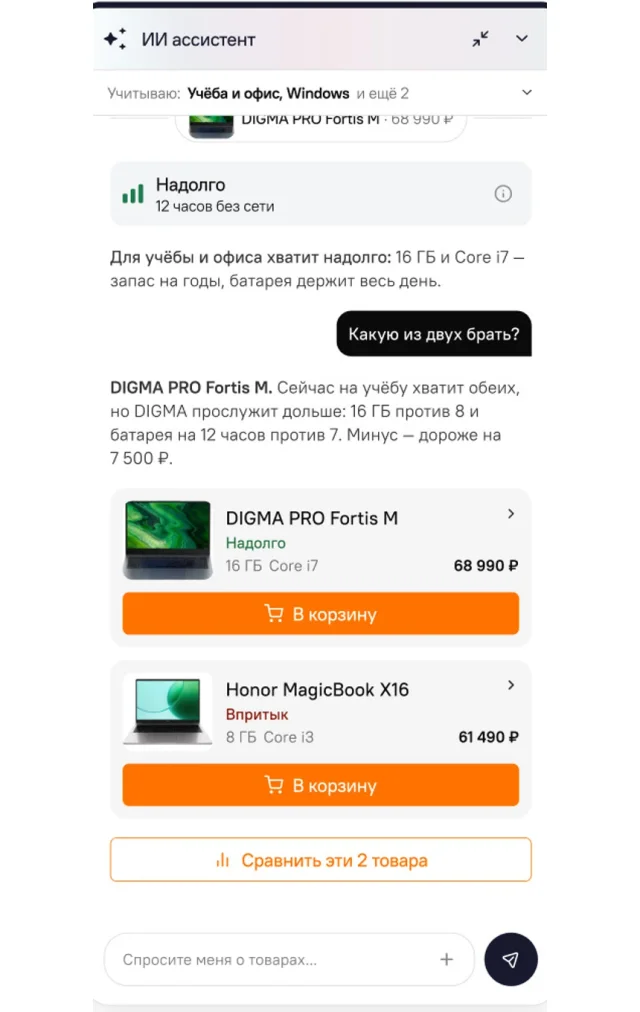 ИИ ассистент
Учитываю: Учёба и офис, Windows и ещё 2
DIGMA PRO Fortis M · 68 990 ₽
Надолго
12 часов без сети
Для учёбы и офиса хватит надолго: 16 ГБ и Core i7 –
запас на годы, батарея держит весь день.
Какую из двух брать?
DIGMA PRO Fortis M. Сейчас на учёбу хватит обеих,
но DIGMA прослужит дольше: 16 ГБ против 8 и
батарея на 12 часов против 7. Минус – дороже на
7 500 ₽.
DIGMA PRO Fortis M
Надолго
16 ГБ Core i7
68 990 ₽
В корзину
Honor MagicBook X16
Впритык
8 ГБ Core i3
61 490 ₽
В корзину
Сравнить эти 2 товара
Спросите меня о товарах...